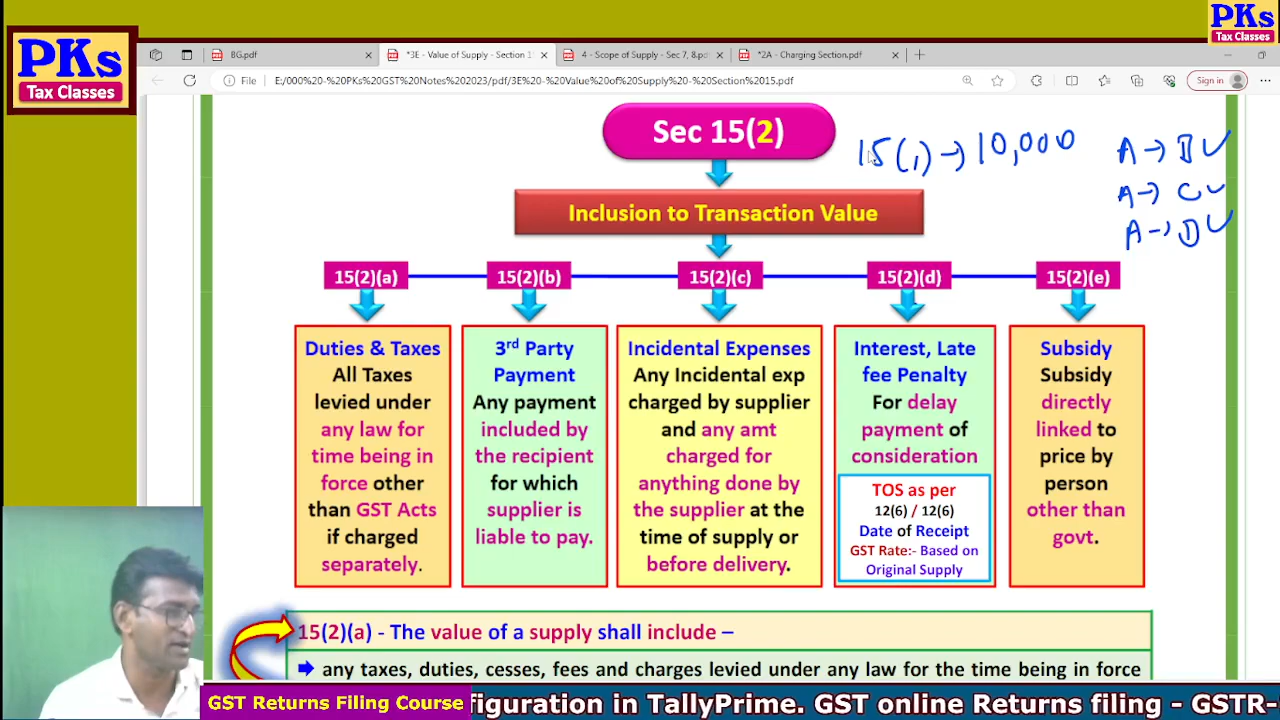 PKs
Tax Classes
PKs
Tax Classes
BG.pdf
*3E - Value of Supply - Section 1
4 - Scope of Supply - Sec 7, 8.pdf
*2A - Charging Section.pdf
File
E:/000%20-%20PKs%20GST%20Notes%202023/pdf/3E%20-%20Value%20of%20Supply%20-%20Section%2015.pdf
Sign in
Sec 15(2)
15(1) → 10,000
A → B ✓
A → C ✓
A → D ✓
Inclusion to Transaction Value
15(2)(a)
15(2)(b)
15(2)(c)
15(2)(d)
15(2)(e)
Duties & Taxes
All Taxes
levied under
any law for
time being in
force other
than GST Acts
if charged
separately.
3rd Party
Payment
Any payment
included by
the recipient
for which
supplier is
liable to pay.
Incidental Expenses
Any Incidental exp
charged by supplier
and any amt
charged for
anything done by
the supplier at the
time of supply or
before delivery.
Interest, Late
fee Penalty
For delay
payment of
consideration
TOS as per
12(6) / 12(6)
Date of Receipt
GST Rate:- Based on
Original Supply
Subsidy
Subsidy
directly
linked to
price by
person
other than
govt.
15(2)(a) - The value of a supply shall include –
any taxes, duties, cesses, fees and charges levied under any law for the time being in force
GST Returns Filing Course
figuration in TallyPrime. GST online Returns filing - GSTR-